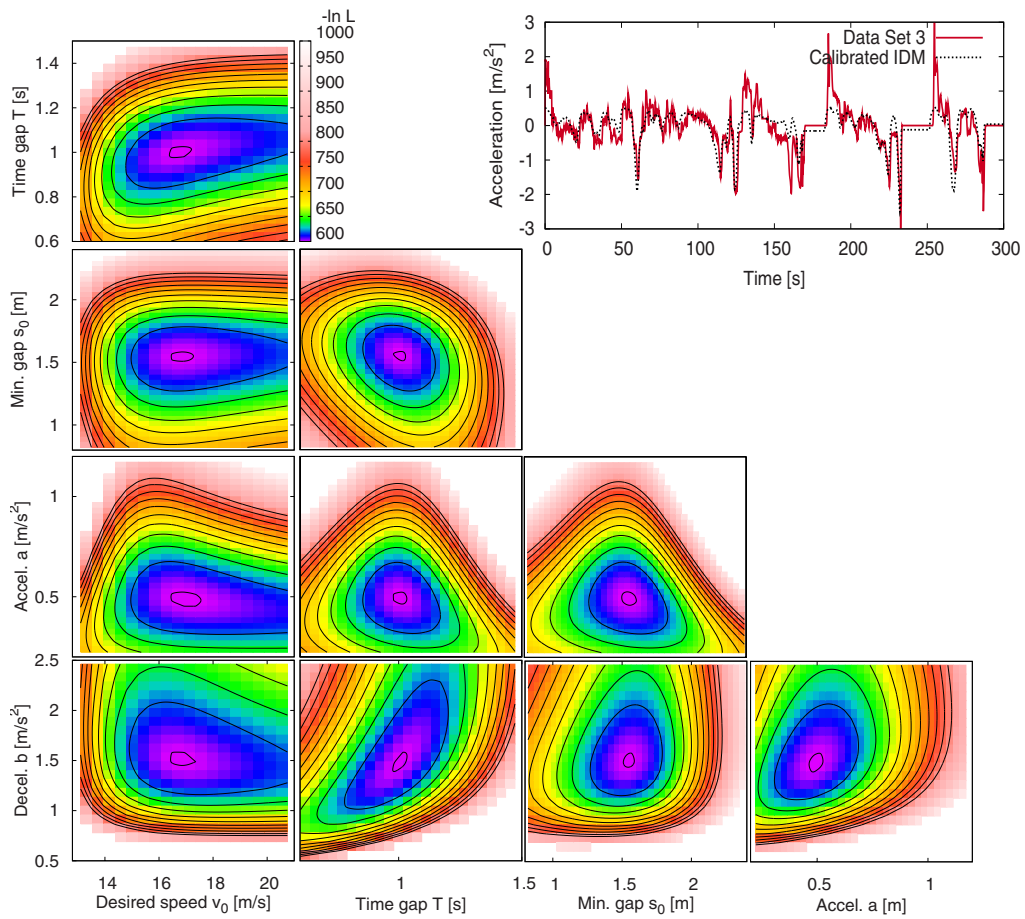 -ln L
1000
950
900
850
800
750
700
650
600
Time gap T [s]
1.4
1.2
1
0.8
0.6
Acceleration [m/s²]
3
2
1
0
-1
-2
-3
Data Set 3
Calibrated IDM
0 50 100 150 200 250 300
Time [s]
Min. gap s₀ [m]
2
1.5
1
Accel. a [m/s²]
1
0.5
Decel. b [m/s²]
2.5
2
1.5
1
0.5
14 16 18 20
Desired speed v₀ [m/s]
1 1.5
Time gap T [s]
1 1.5 2
Min. gap s₀ [m]
0.5 1
Accel. a [m]